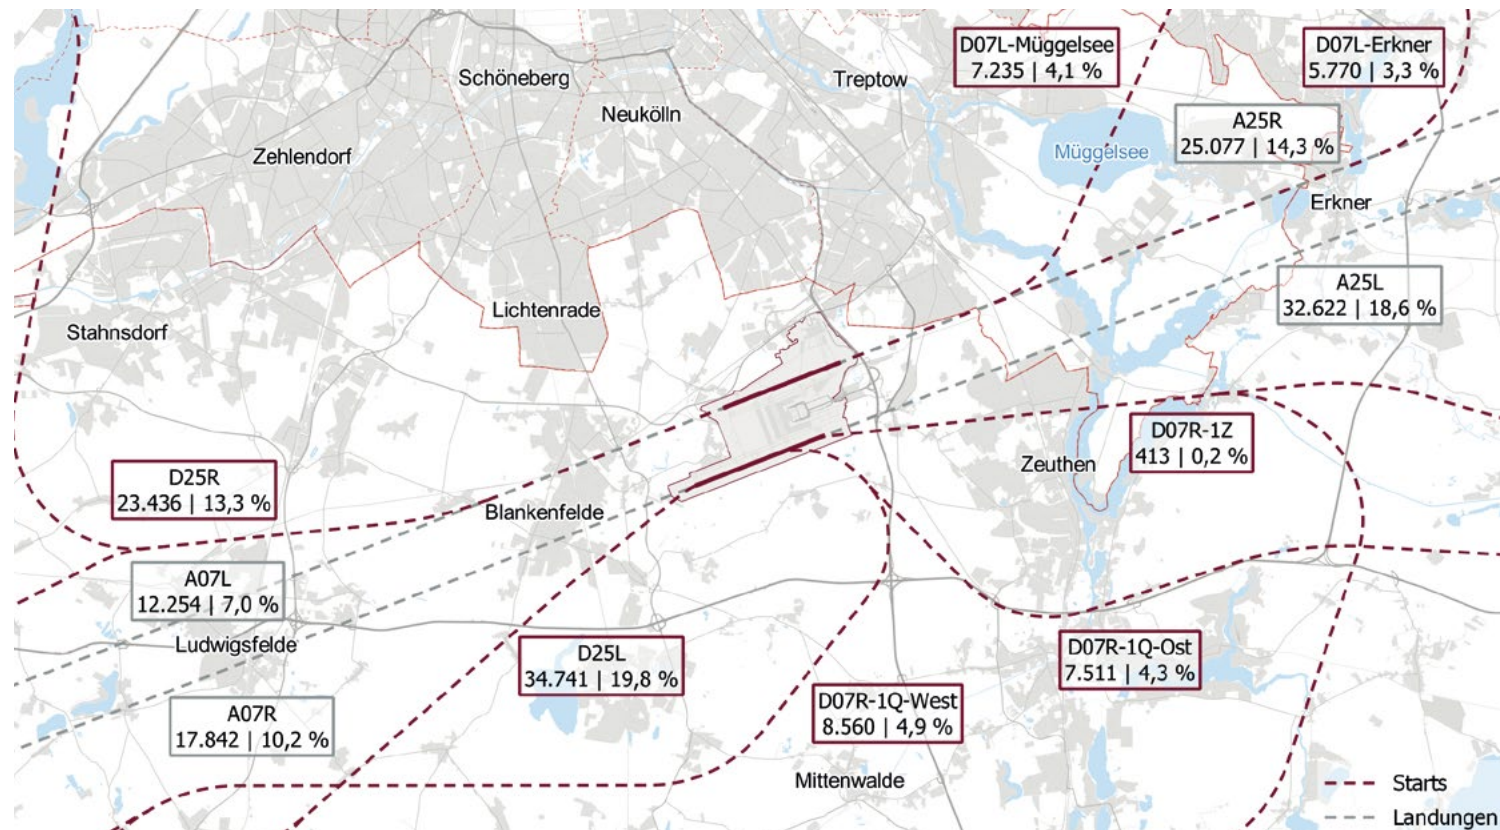 D07L-Müggelsee
7.235 | 4,1 %
D07L-Erkner
5.770 | 3,3 %
Schöneberg
Treptow
Neukölln
A25R
25.077 | 14,3 %
Zehlendorf
Müggelsee
Erkner
A25L
32.622 | 18,6 %
Lichtenrade
Stahnsdorf
D07R-1Z
413 | 0,2 %
Zeuthen
D25R
23.436 | 13,3 %
Blankenfelde
A07L
12.254 | 7,0 %
Ludwigsfelde
D25L
34.741 | 19,8 %
D07R-1Q-Ost
7.511 | 4,3 %
D07R-1Q-West
8.560 | 4,9 %
A07R
17.842 | 10,2 %
Mittenwalde
Starts
Landungen